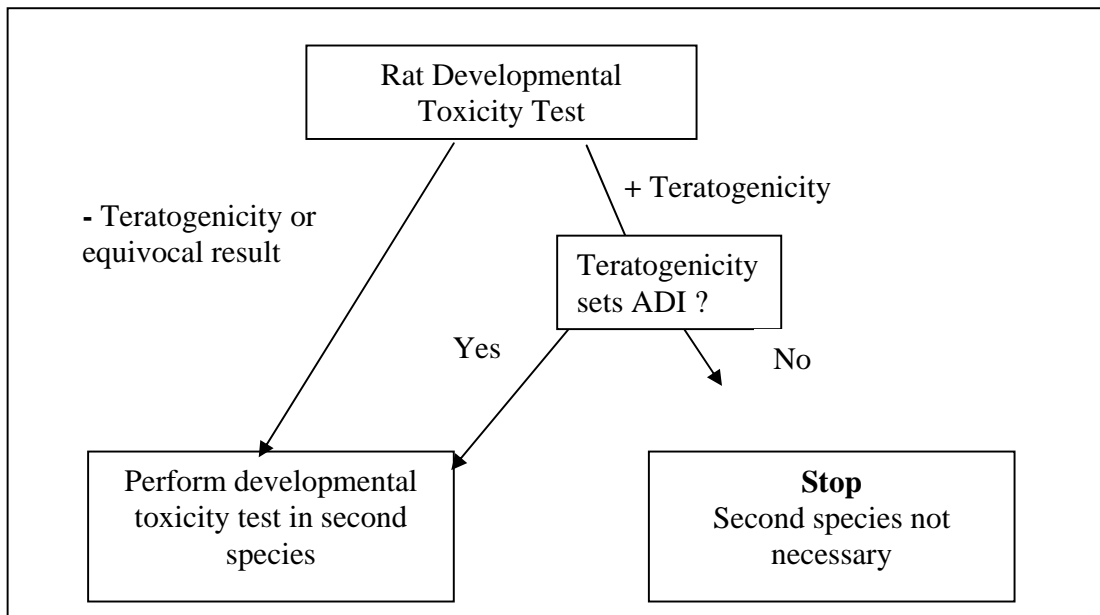 Rat Developmental
Toxicity Test
+ Teratogenicity
- Teratogenicity or
equivocal result
Teratogenicity
sets ADI ?
Yes
No
Perform developmental
toxicity test in second
species
Stop
Second species not
necessary